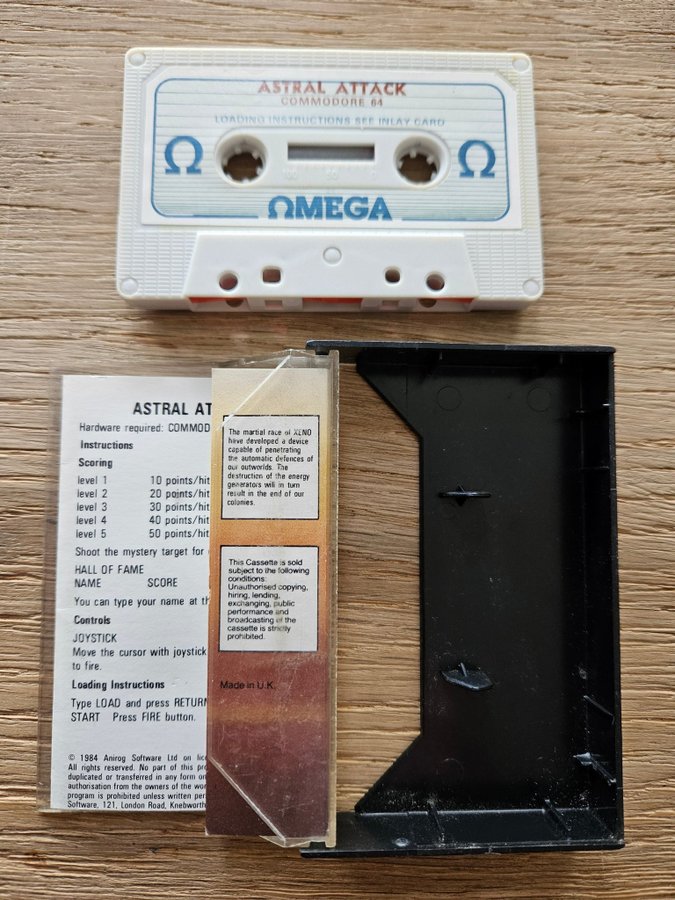 ASTRAL ATTACK
COMMODORE 64
LOADING INSTRUCTIONS SEE INLAY CARD
Ω Ω
ΩMEGA
ASTRAL AT
Hardware required: COMMOD
Instructions
Scoring
level 1 10 points/hit
level 2 20 points/hit
level 3 30 points/hit
level 4 40 points/hit
level 5 50 points/hit
Shoot the mystery target for
HALL OF FAME
NAME SCORE
You can type your name at th
Controls
JOYSTICK
Move the cursor with joystick
to fire.
Loading Instructions
Type LOAD and press RETURN
START Press FIRE button.
© 1984 Anirog Software Ltd on lic
All rights reserved. No part of this pro
duplicated or transferred in any form or
authorisation from the owners of the wor
program is prohibited unless written per
Software, 121, London Road, Knebworth
The martial race of XENO
have developed a device
capable of penetrating
the automatic defences of
our outworlds. The
destruction of the energy
generators will in turn
result in the end of our
colonies.
This Cassette is sold
subject to the following
conditions:
Unauthorised copying,
hiring, lending,
exchanging, public
performance and
broadcasting of the
cassette is strictly
prohibited.
Made in U.K.